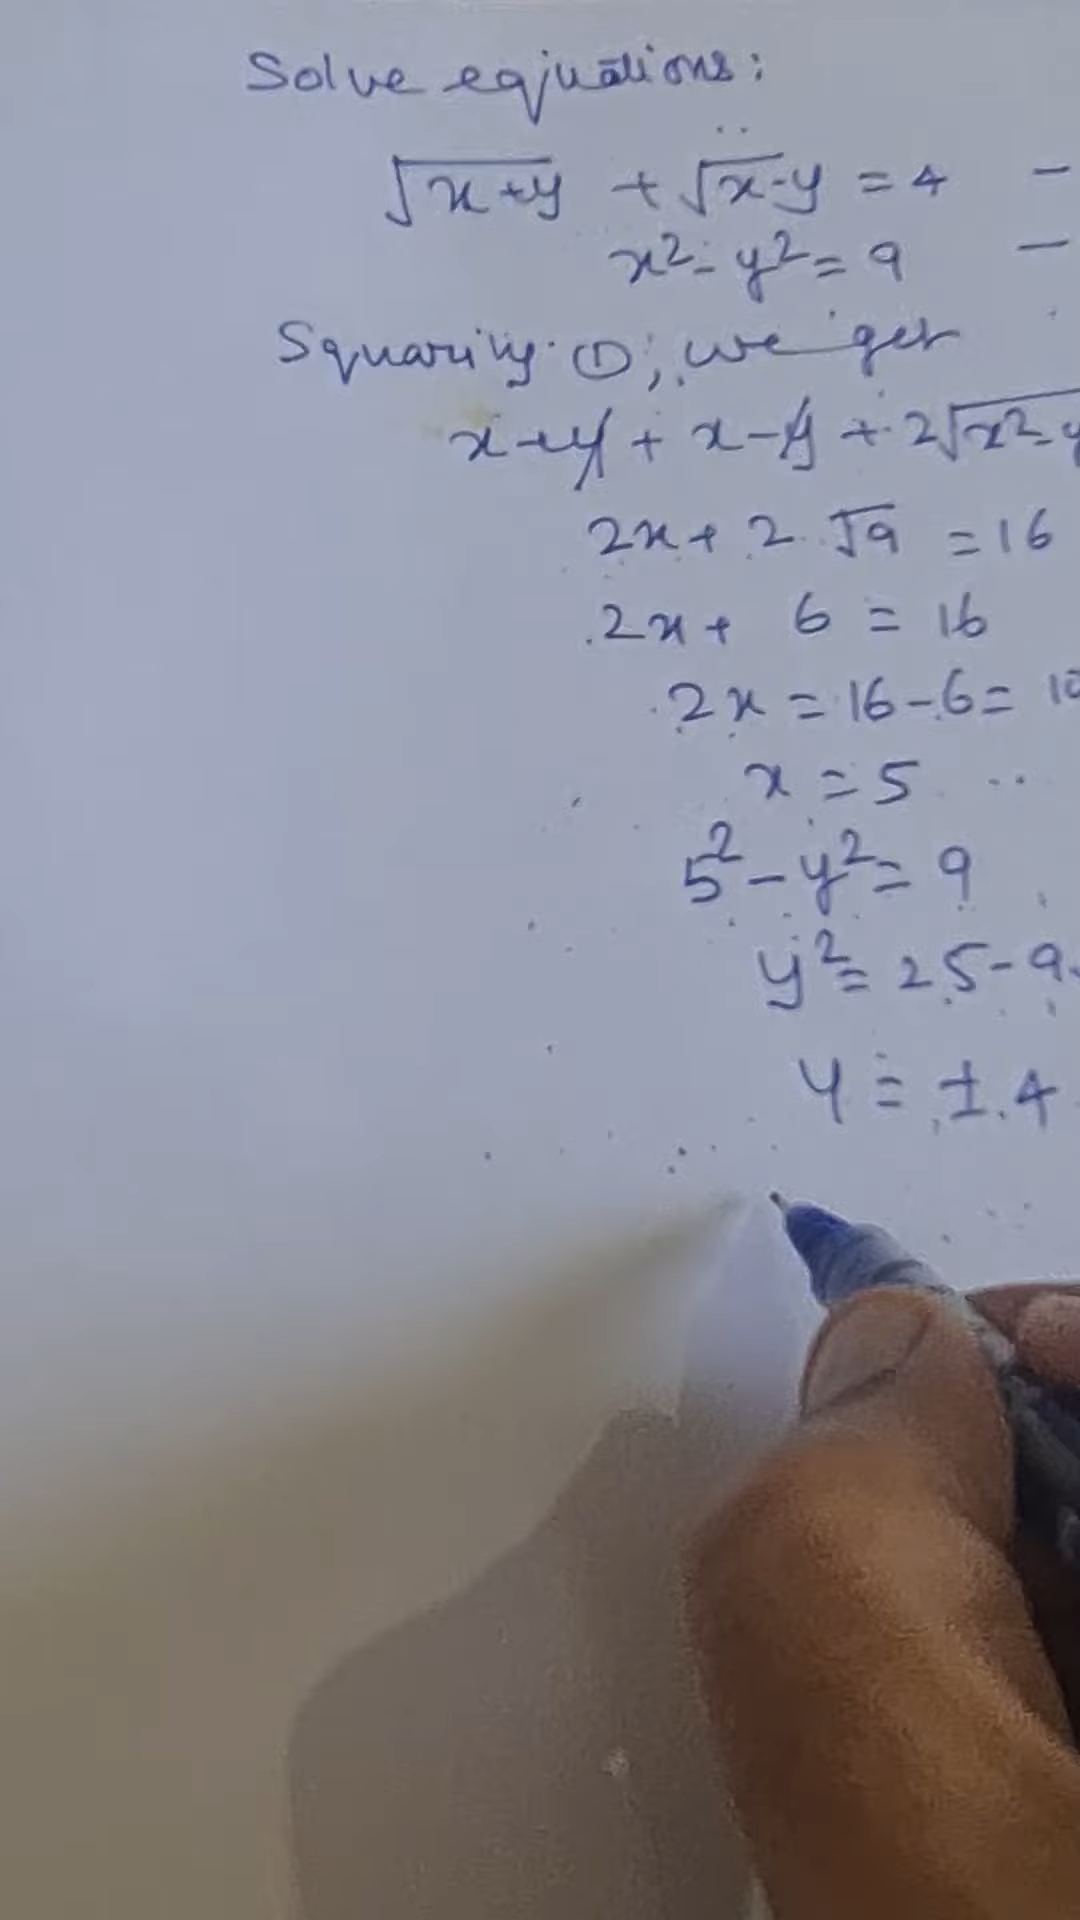 Solve equations:
√x+y + √x-y = 4 -
x² - y² = 9 -
Squaring ①, we get
x+y + x-y + 2√x²-y
2x + 2 √9 = 16
2x + 6 = 16
2x = 16-6 = 10
x = 5
5² - y² = 9
y² = 25-9
y = ±4